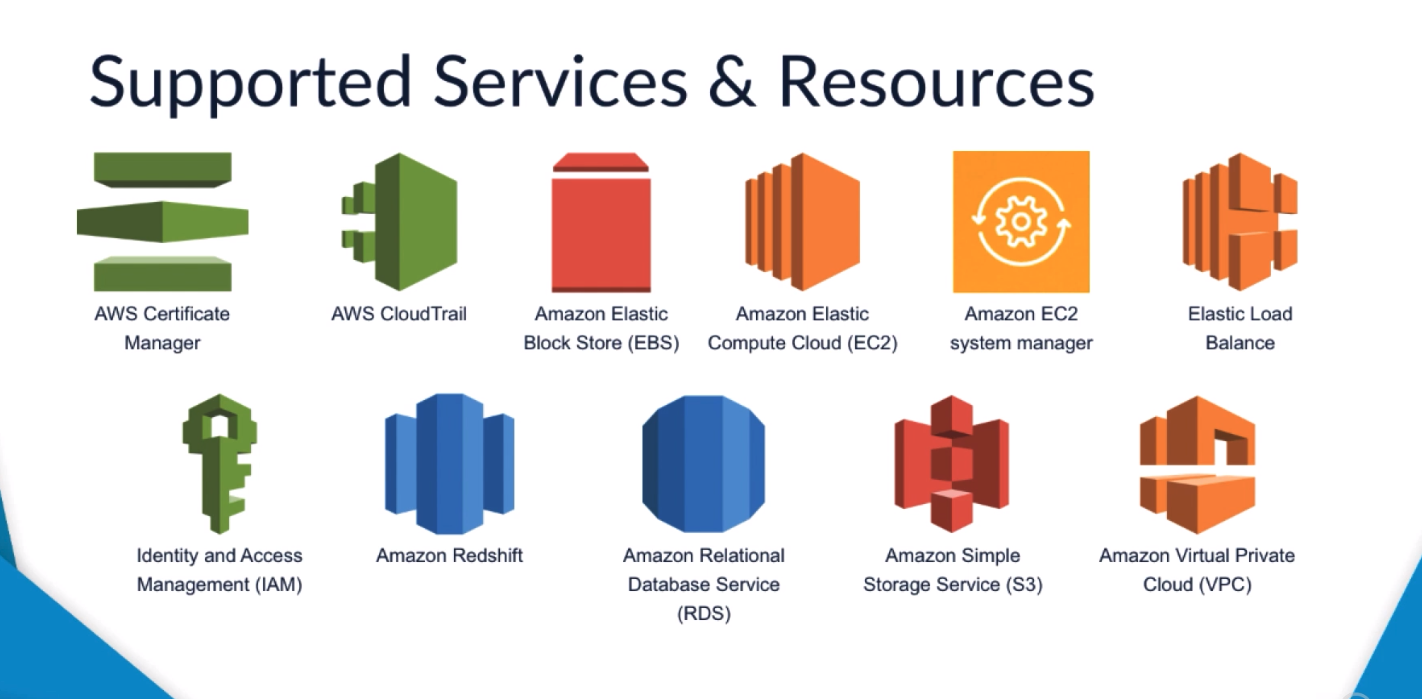 Supported Services & Resources
AWS Certificate
Manager
AWS CloudTrail
Amazon Elastic
Block Store (EBS)
Amazon Elastic
Compute Cloud (EC2)
Amazon EC2
system manager
Elastic Load
Balance
Identity and Access
Management (IAM)
Amazon Redshift
Amazon Relational
Database Service
(RDS)
Amazon Simple
Storage Service (S3)
Amazon Virtual Private
Cloud (VPC)